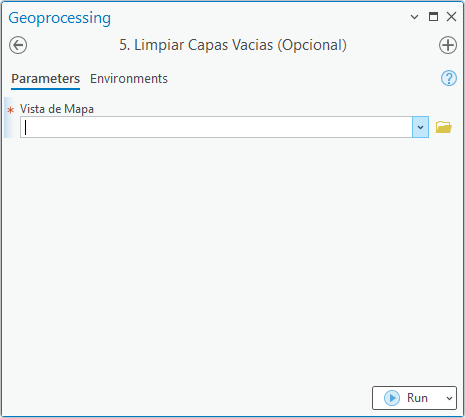 Geoprocessing
5. Limpiar Capas Vacias (Opcional)
Parameters Environments
?
* Vista de Mapa
Run